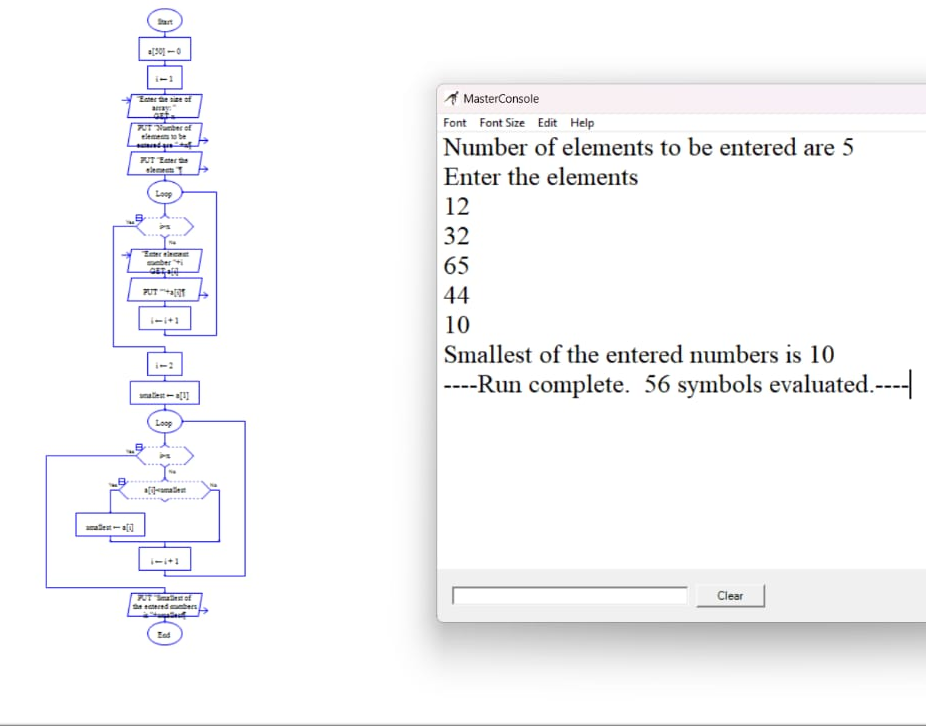 Start
a[50] ← 0
i ← 1
"Enter the size of
array: "
GET n
PUT "Number of
elements to be
entered are "+n¶
PUT "Enter the
elements "¶
Loop
Yes
i>n
No
"Enter element
number "+i
GET a[i]
PUT ""+a[i]¶
i ← i + 1
i ← 2
smallest ← a[1]
Loop
Yes
i>n
No
Yes
a[i]<smallest
No
smallest ← a[i]
i ← i + 1
PUT "Smallest of
the entered numbers
is "+smallest¶
End
MasterConsole
Font Font Size Edit Help
Number of elements to be entered are 5
Enter the elements
12
32
65
44
10
Smallest of the entered numbers is 10
----Run complete. 56 symbols evaluated.----
Clear